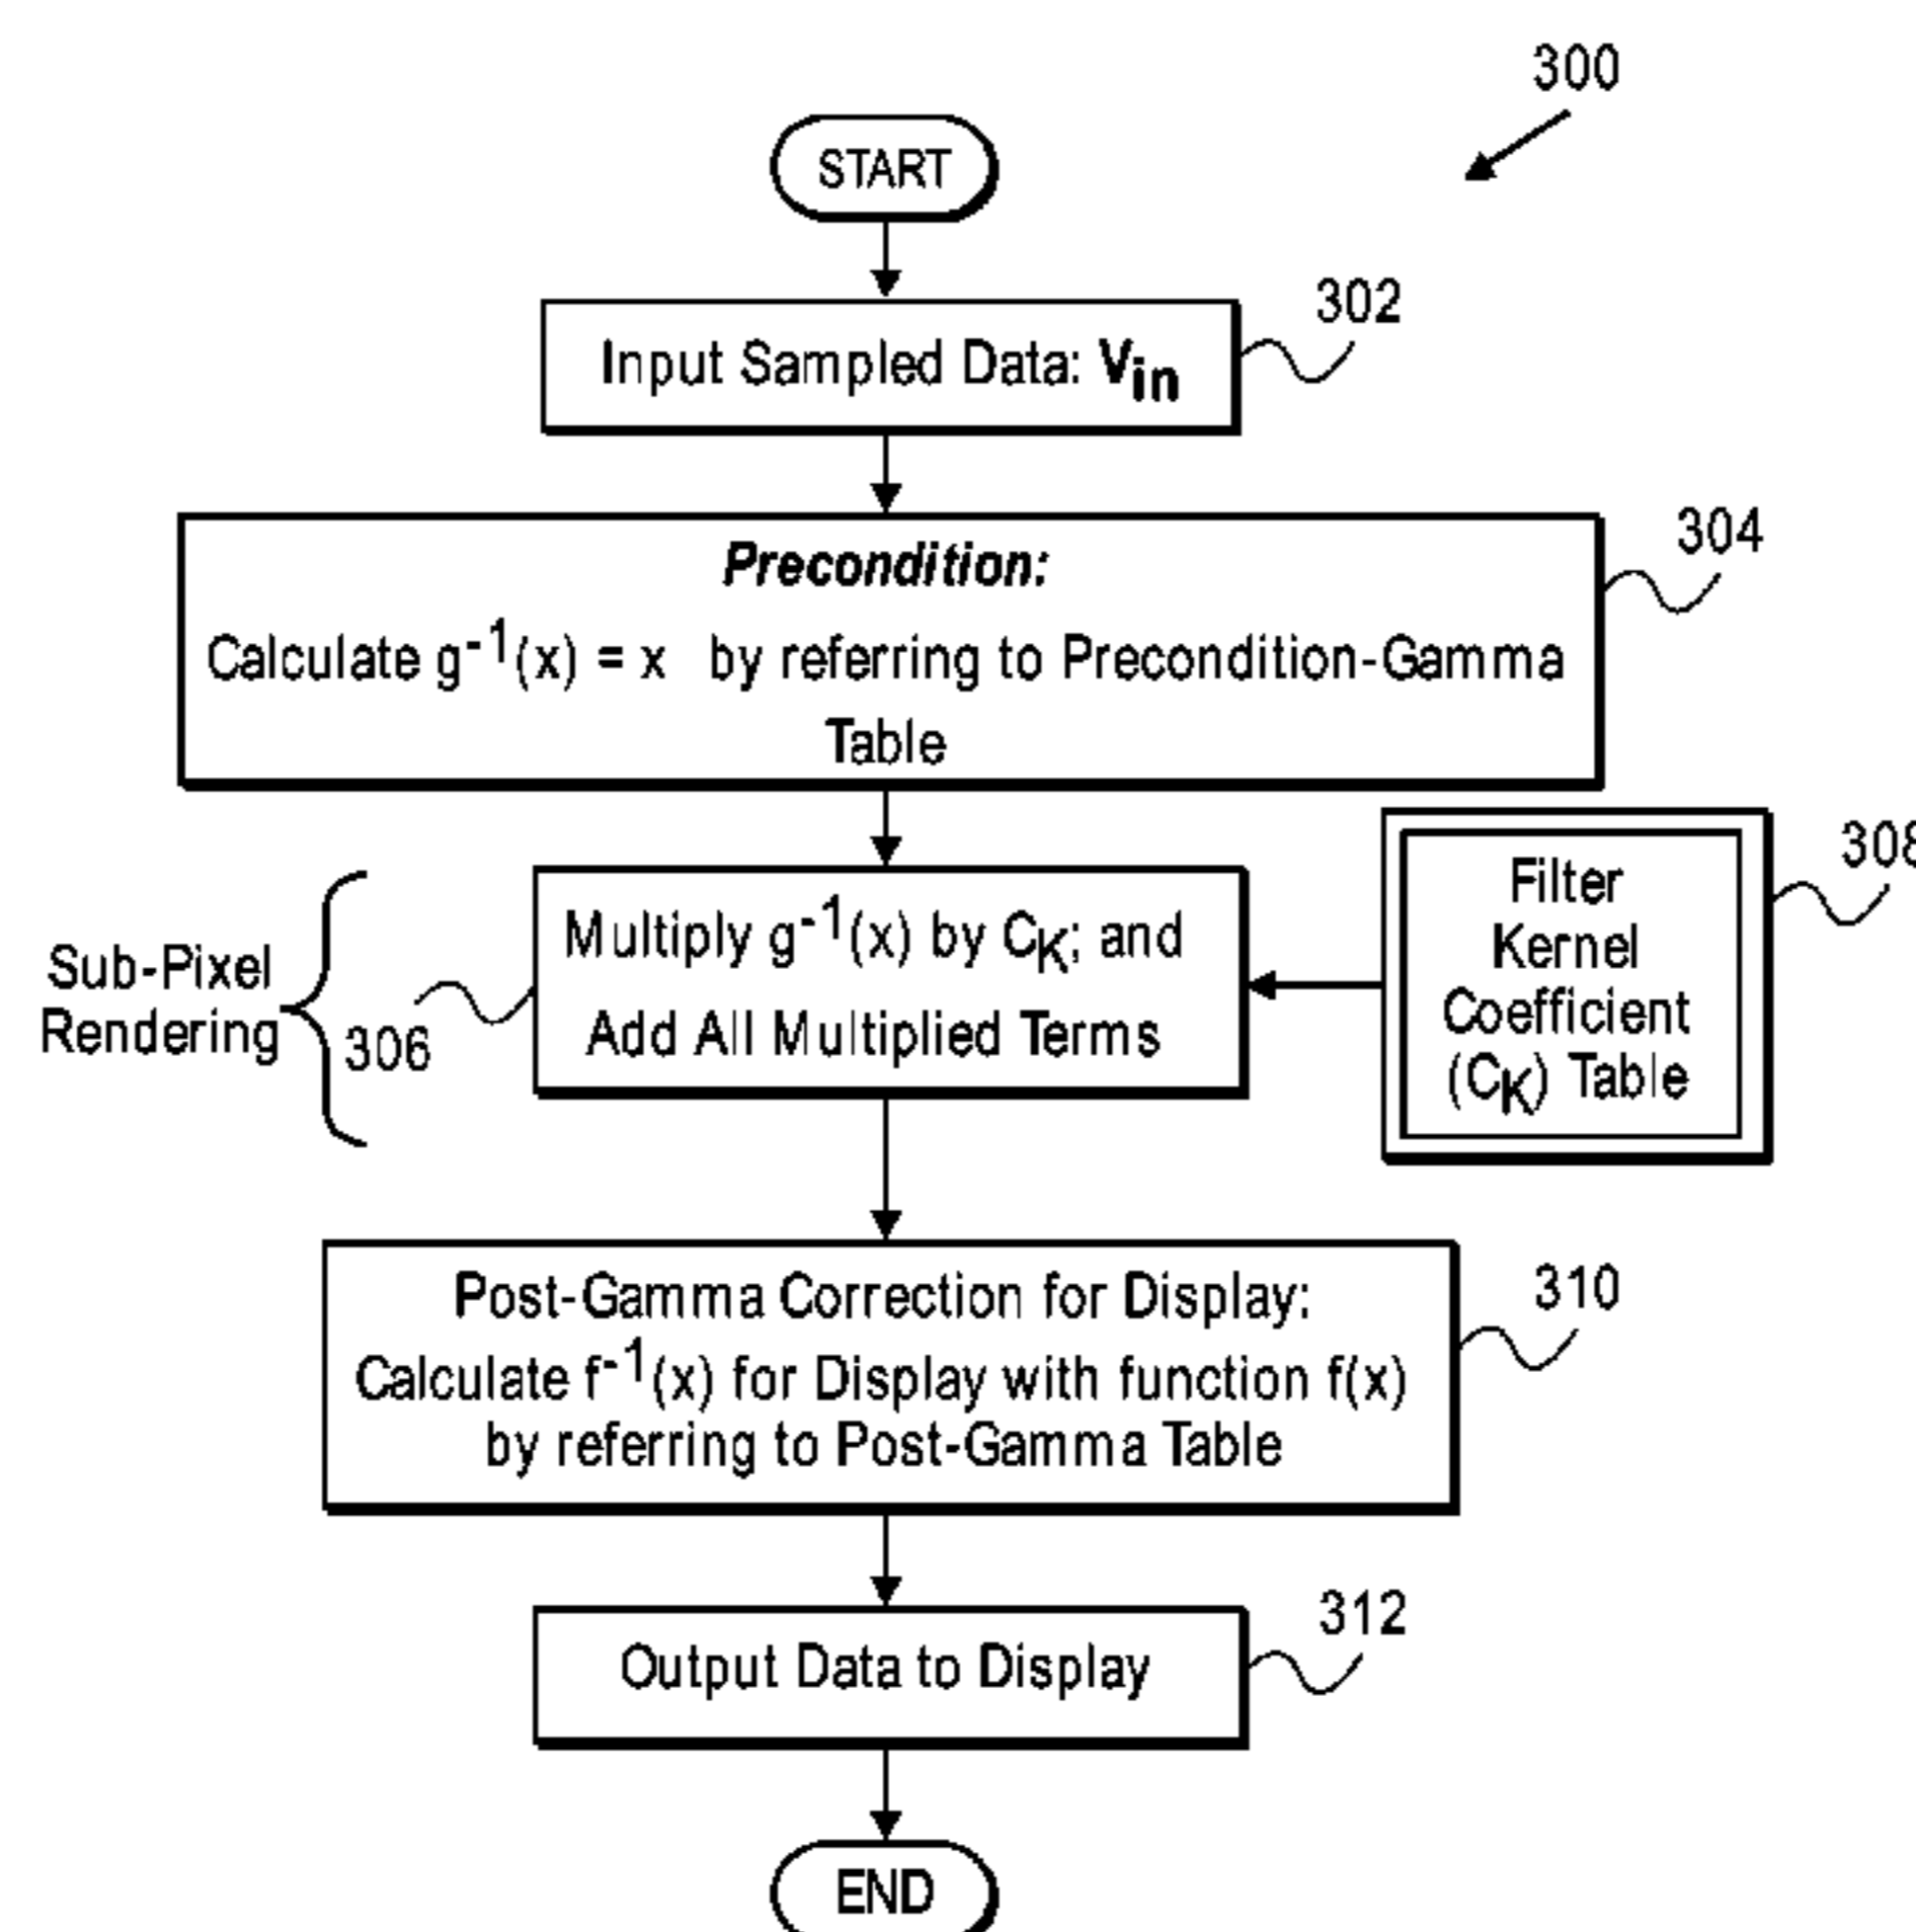 300
START
302
Input Sampled Data: Vin
304
Precondition:
Calculate g-1(x) = x by referring to Precondition-Gamma
Table
308
Filter
Kernel
Coefficient
(CK) Table
Multiply g-1(x) by CK; and
Add All Multiplied Terms
Sub-Pixel
Rendering
306
310
Post-Gamma Correction for Display:
Calculate f-1(x) for Display with function f(x)
by referring to Post-Gamma Table
312
Output Data to Display
END